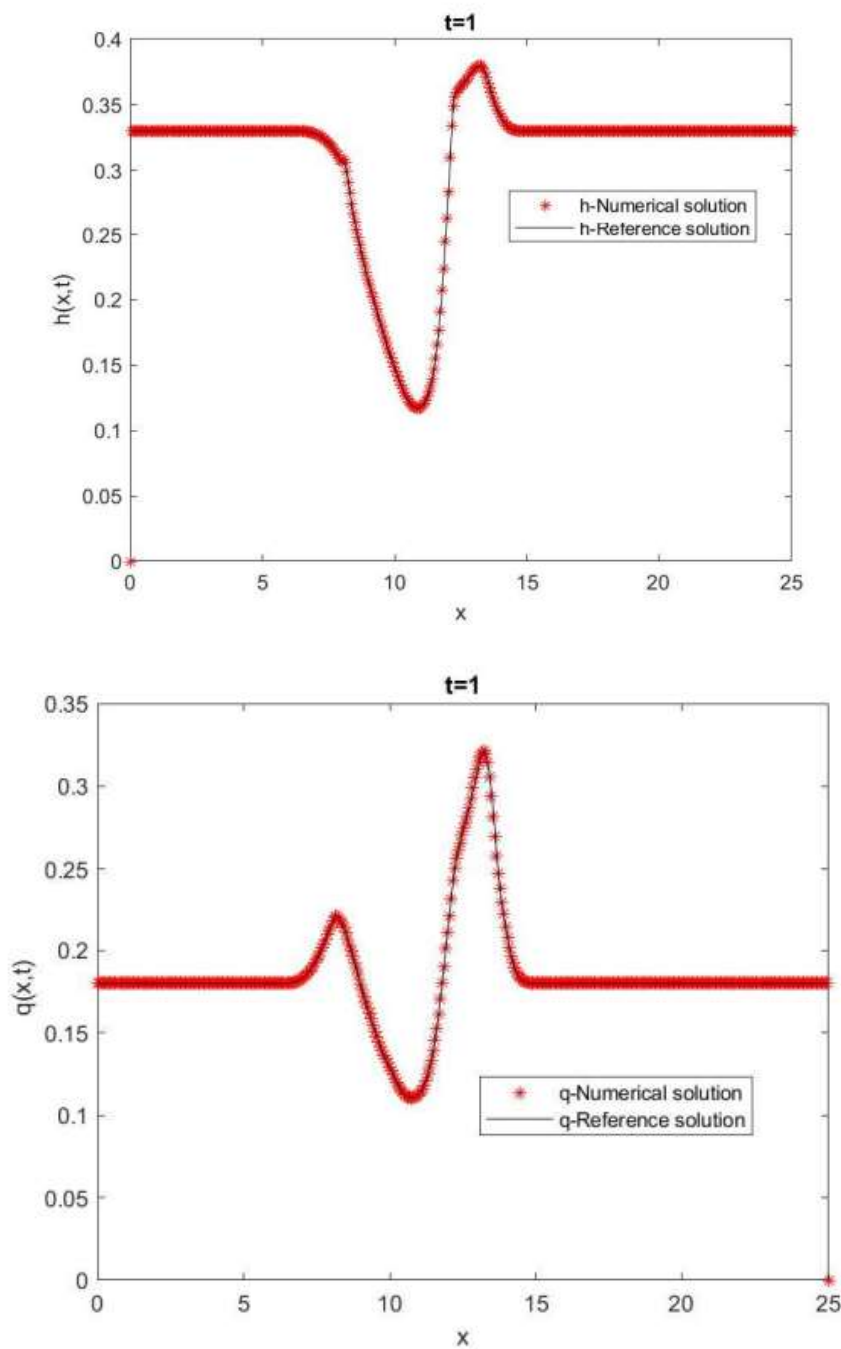 t=1
0.4
0.35
0.3
0.25
0.2
0.15
0.1
0.05
0
h(x,t)
h-Numerical solution
h-Reference solution
0 5 10 15 20 25
x
t=1
0.35
0.3
0.25
0.2
0.15
0.1
0.05
0
q(x,t)
q-Numerical solution
q-Reference solution
0 5 10 15 20 25
x